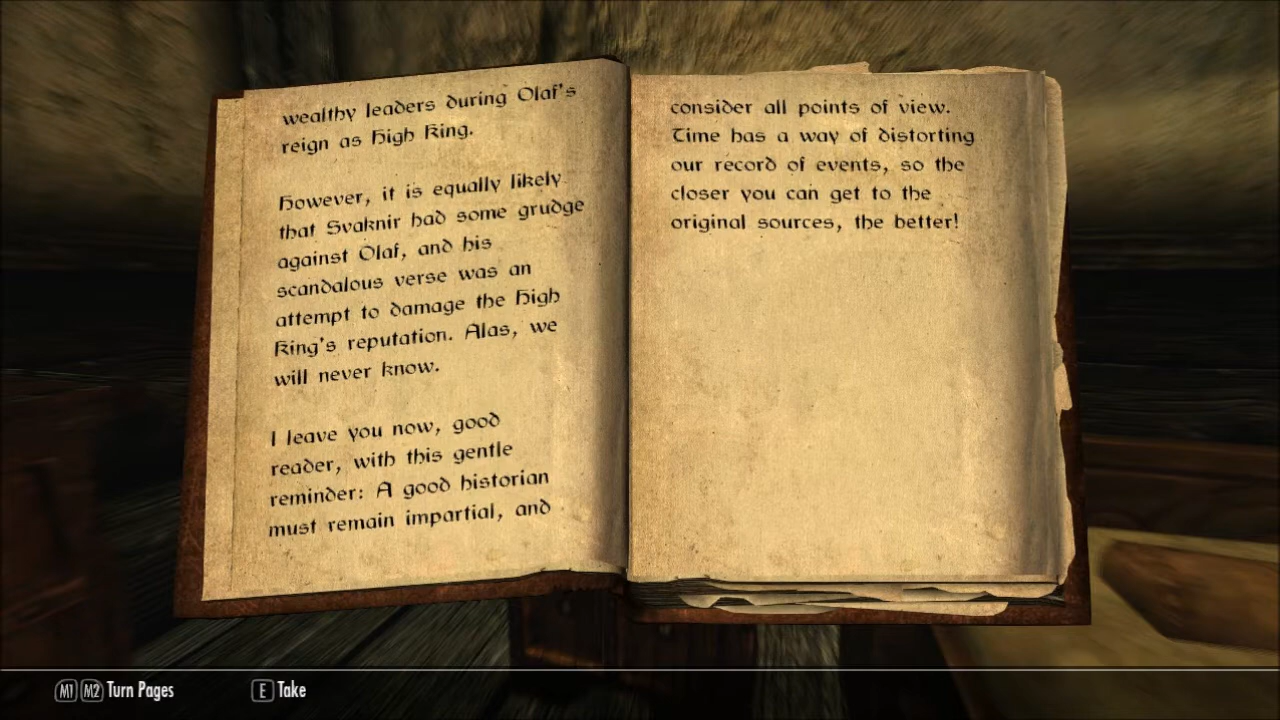 wealthy leaders during Olaf's
reign as High King.
However, it is equally likely
that Svaknir had some grudge
against Olaf, and his
scandalous verse was an
attempt to damage the High
King's reputation. Alas, we
will never know.
I leave you now, good
reader, with this gentle
reminder: A good historian
must remain impartial, and
consider all points of view.
Time has a way of distorting
our record of events, so the
closer you can get to the
original sources, the better!
M1 M2 Turn Pages
E Take